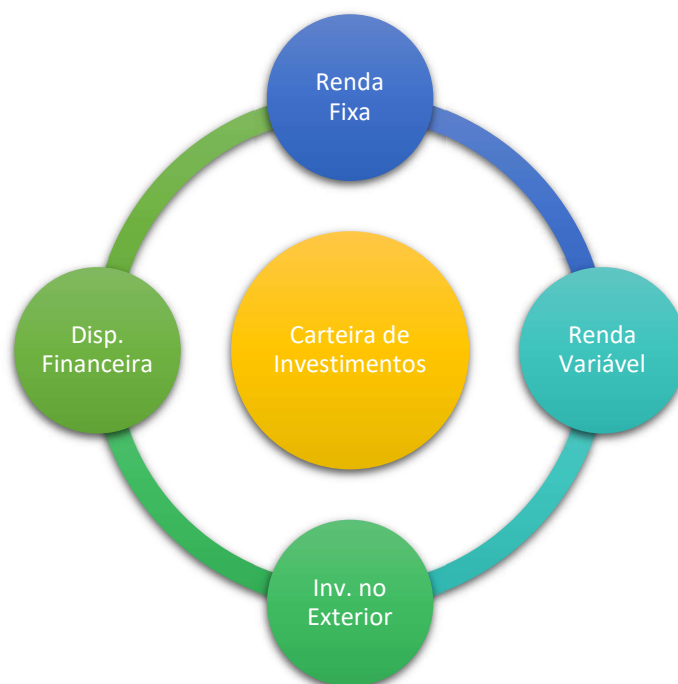 Renda
Fixa
Disp.
Financeira
Carteira de
Investimentos
Renda
Variável
Inv. no
Exterior